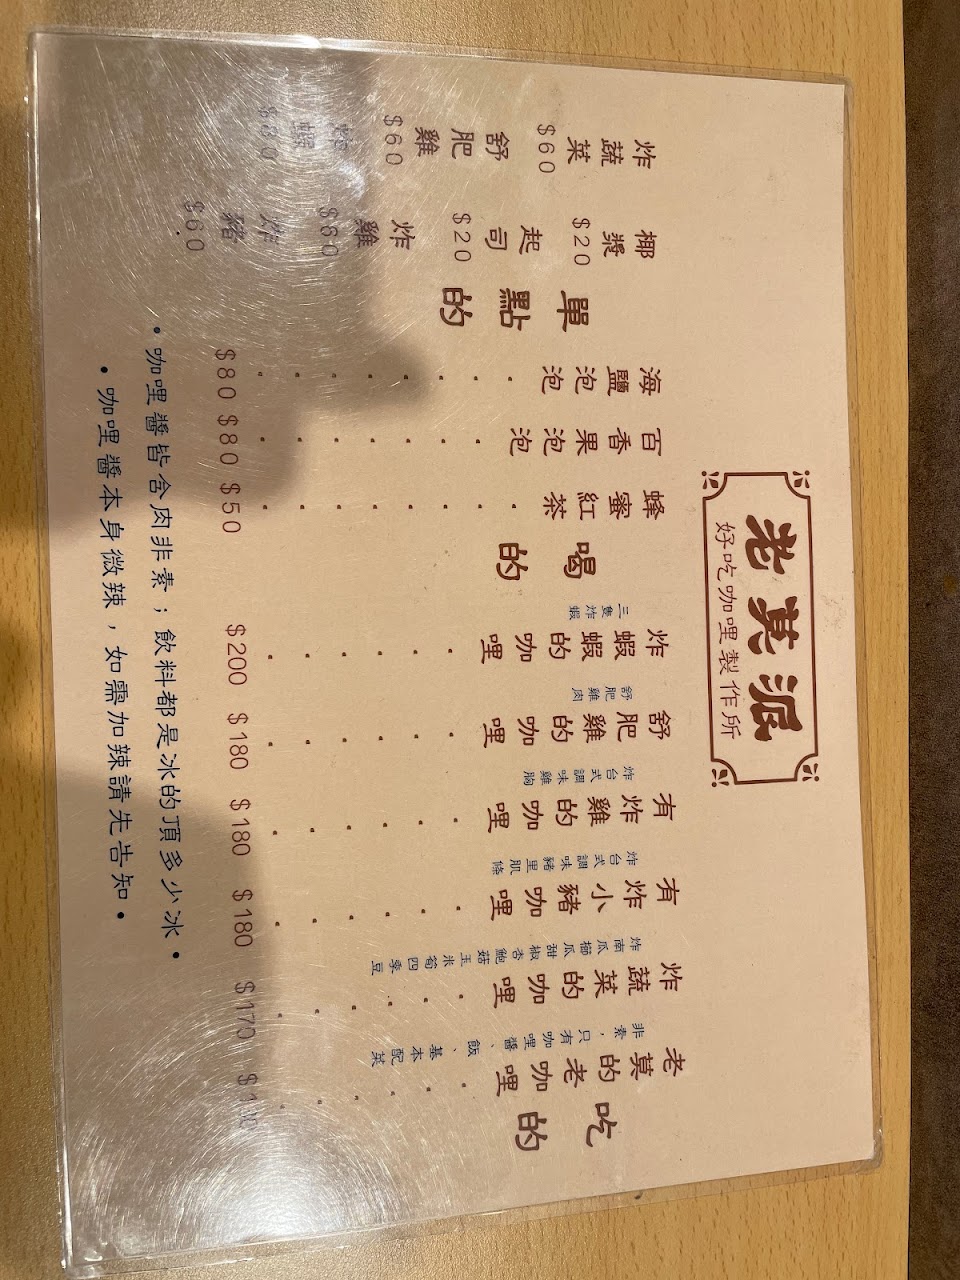 老莫派
好吃咖哩製作所
吃的
老莫的老咖哩
非素，只有咖哩醬、飯、基本配菜
炸蔬菜的咖哩 $170
炸南瓜櫛瓜甜椒杏鮑菇玉米筍四季豆
有炸小豬咖哩 $180
炸台式調味豬里肌條
有炸雞的咖哩 $180
炸台式調味雞胸
舒肥雞的咖哩 $180
舒肥雞肉
炸蝦蝦的咖哩 $200
三隻炸蝦
喝的
蜂蜜紅茶 $50
百香果泡泡 $80
海鹽泡泡 $80
單點的
椰漿 $20
起司 $20
炸雞 $80
炸豬 $60
炸蔬菜 $60
舒肥雞 $60
炸蝦 $80
•咖哩醬皆含肉非素；飲料都是冰的頂多少冰•
•咖哩醬本身微辣，如需加辣請先告知•